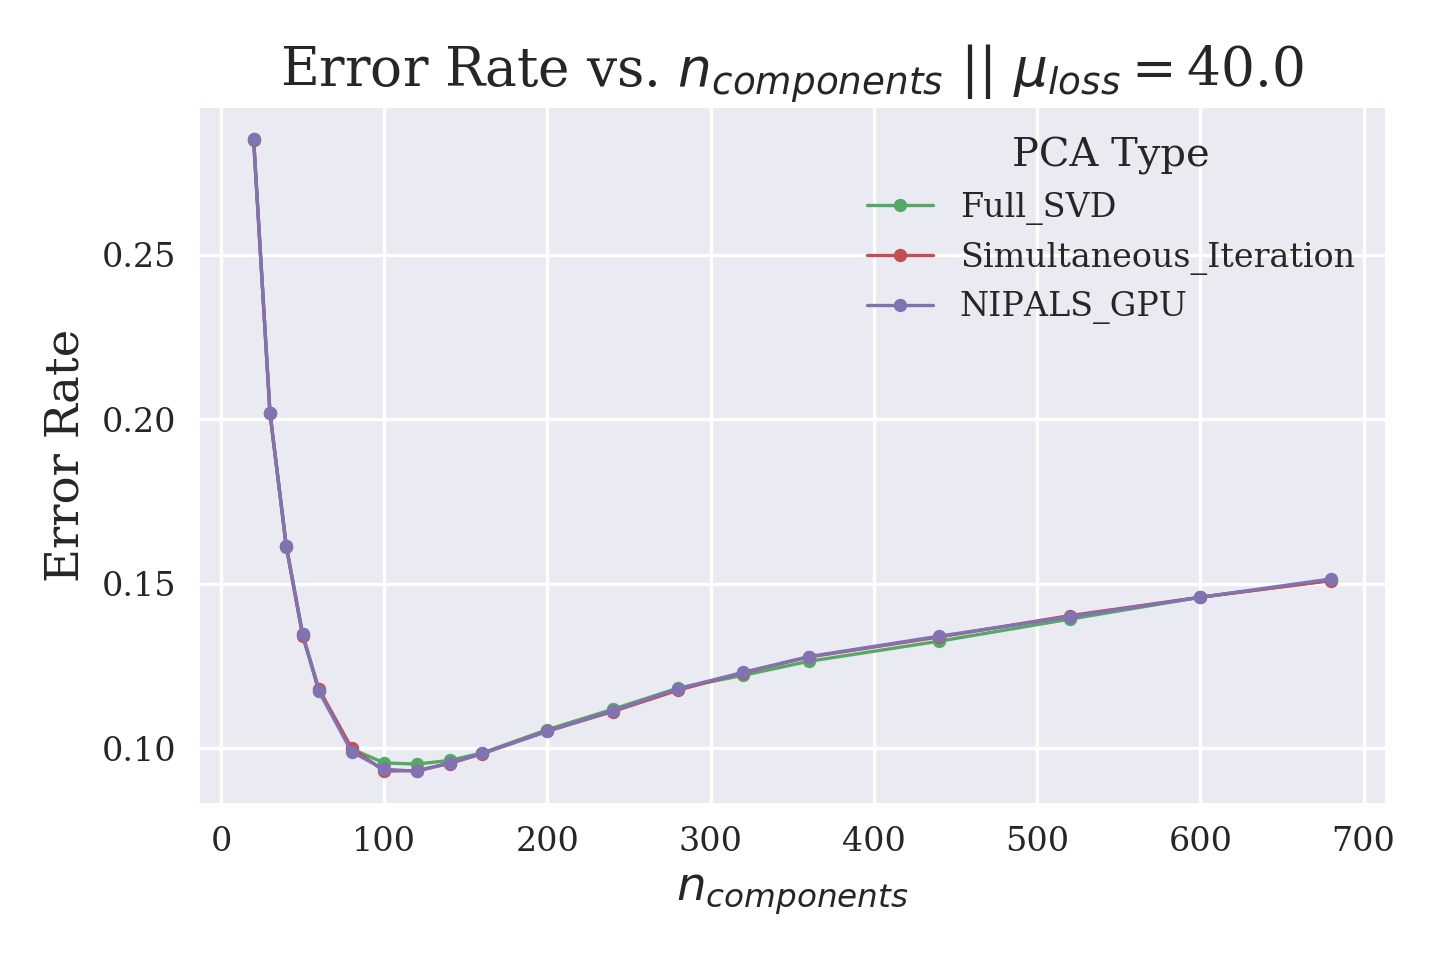 Error Rate vs. n_components || μ_loss = 40.0
PCA Type
Full_SVD
Simultaneous_Iteration
NIPALS_GPU
Error Rate
0.25
0.20
0.15
0.10
0 100 200 300 400 500 600 700
n_components